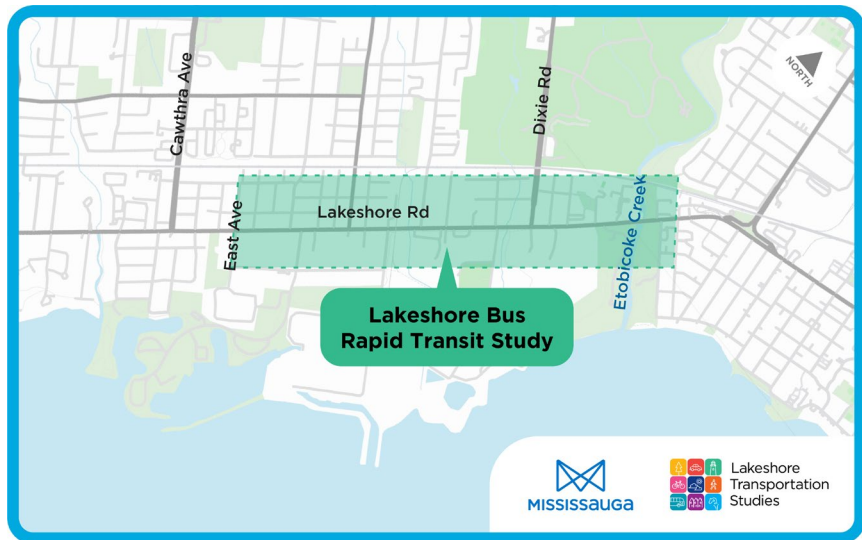 Cawthra Ave
Dixie Rd
NORTH
East Ave
Lakeshore Rd
Etobicoke Creek
Lakeshore Bus
Rapid Transit Study
MISSISSAUGA
Lakeshore
Transportation
Studies